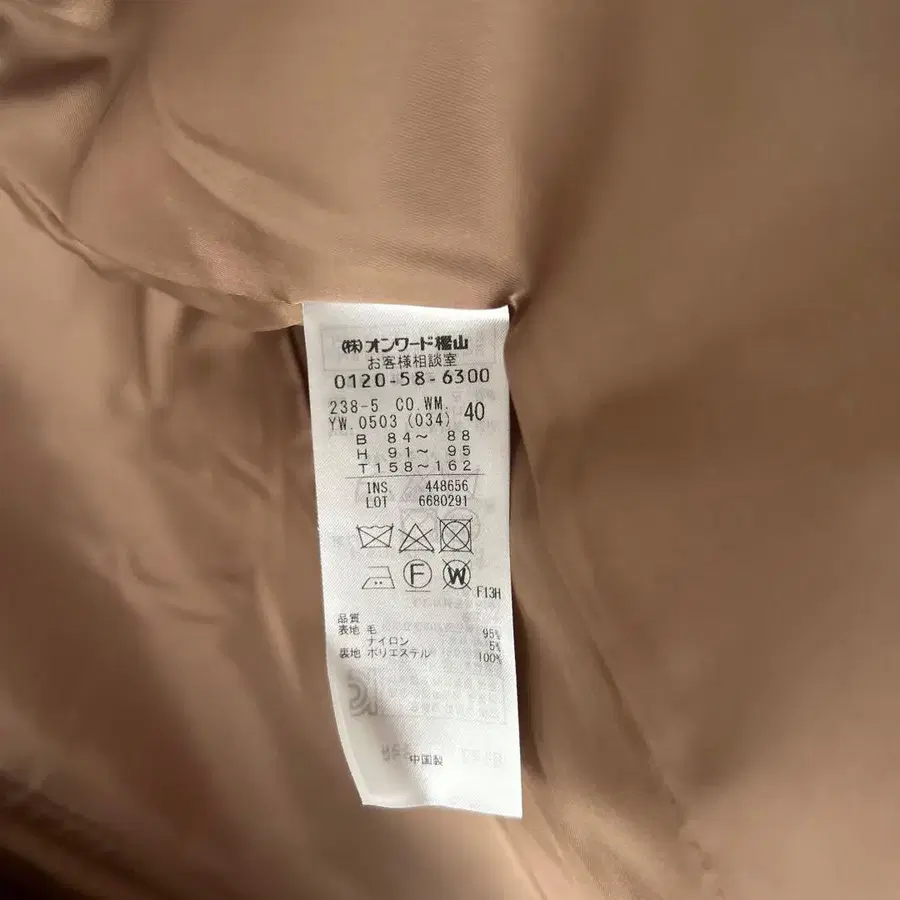 ㈱オンワード樫山
お客様相談室
0120-58-6300
238-5 CO.WM. 40
YW.0503 (034)
B 84～ 88
H 91～ 95
T158～162
INS. 448656
LOT 6680291
F
W
F13H
品質
表地 毛 95%
ナイロン 5%
裏地 ポリエステル 100%
中国製